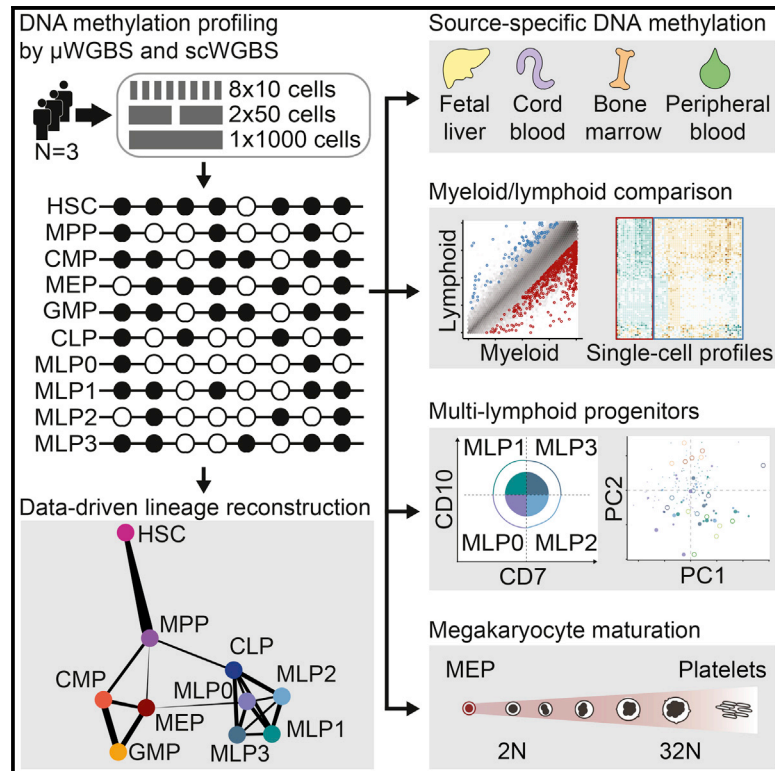 DNA methylation profiling
by µWGBS and scWGBS
N=3
8x10 cells
2x50 cells
1x1000 cells
HSC
MPP
CMP
MEP
GMP
CLP
MLP0
MLP1
MLP2
MLP3
Data-driven lineage reconstruction
HSC
MPP
CLP
CMP
MLP0
MLP2
MEP
MLP1
GMP
MLP3
Source-specific DNA methylation
Fetal
liver
Cord
blood
Bone
marrow
Peripheral
blood
Myeloid/lymphoid comparison
Lymphoid
Myeloid
Single-cell profiles
Multi-lymphoid progenitors
MLP1
MLP3
CD10
MLP0
MLP2
CD7
PC2
PC1
Megakaryocyte maturation
MEP
Platelets
2N
32N